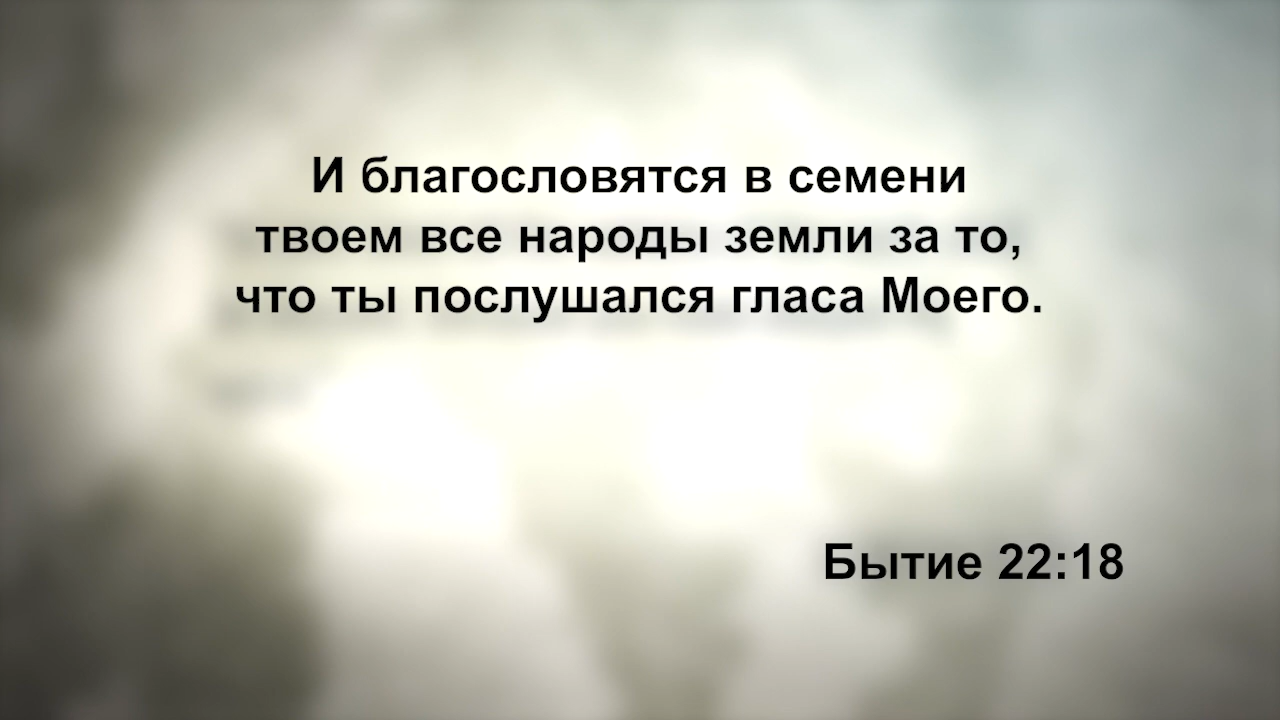 И благословятся в семени
твоем все народы земли за то,
что ты послушался гласа Моего.
Бытие 22:18